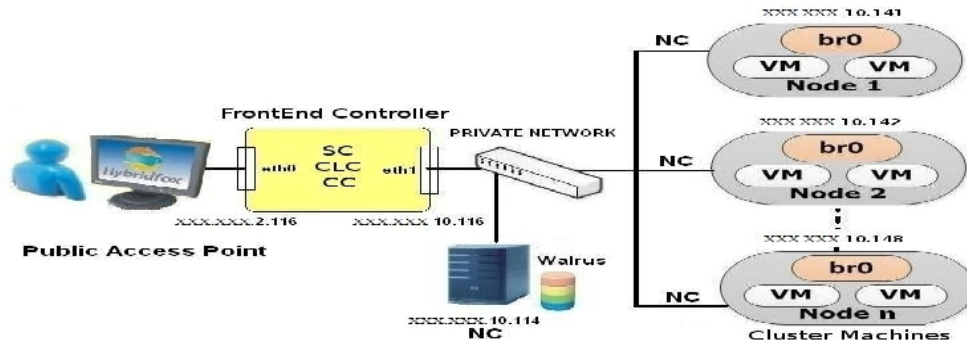 FrontEnd Controller
Hybridfox
eth0
SC
CLC
CC
eth1
XXX.XXX.2.116
XXX.XXX.10.116
Public Access Point
PRIVATE NETWORK
Walrus
XXX.XXX.10.114
NC
NC
XXX XXX 10.141
br0
VM VM
Node 1
NC
XXX XXX 10.142
br0
VM VM
Node 2
NC
XXX XXX 10.148
br0
VM VM
Node n
Cluster Machines